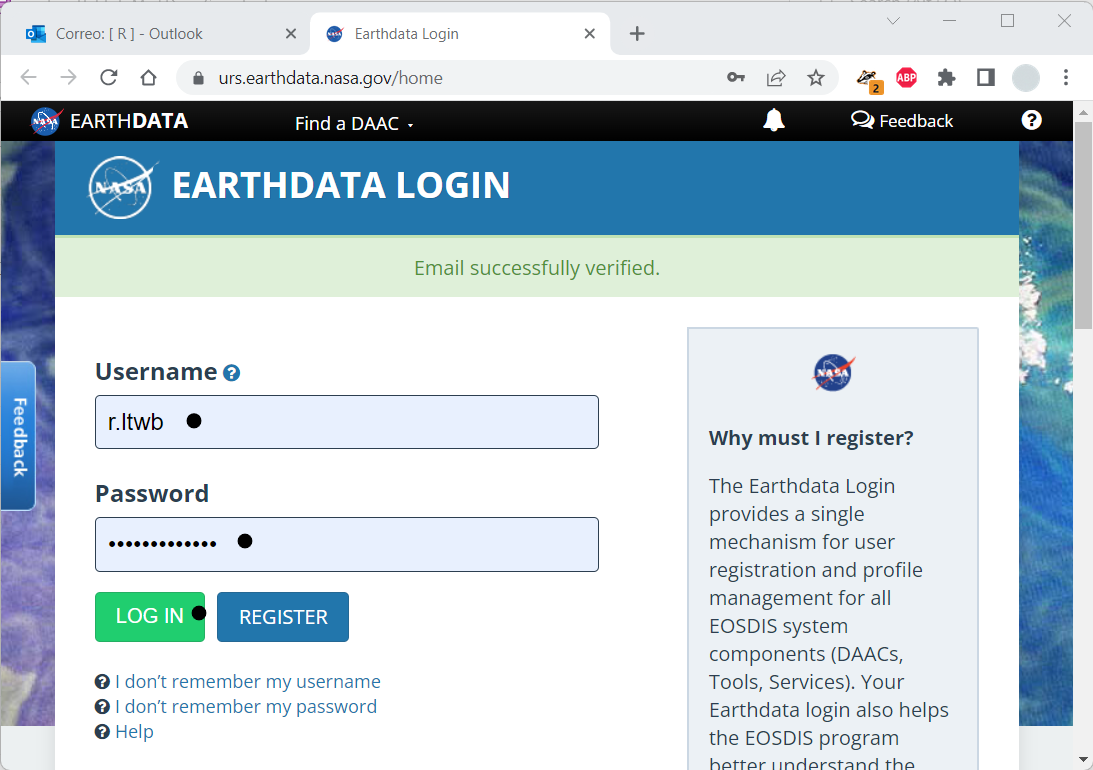 Correo: [ R ] - Outlook
Earthdata Login
urs.earthdata.nasa.gov/home
2
ABP
NASA
EARTHDATA
Find a DAAC
Feedback
NASA
EARTHDATA LOGIN
Email successfully verified.
Feedback
Username
r.ltwb
Password
LOG IN
REGISTER
I don't remember my username
I don't remember my password
Help
NASA
Why must I register?
The Earthdata Login
provides a single
mechanism for user
registration and profile
management for all
EOSDIS system
components (DAACs,
Tools, Services). Your
Earthdata login also helps
the EOSDIS program
better understand the